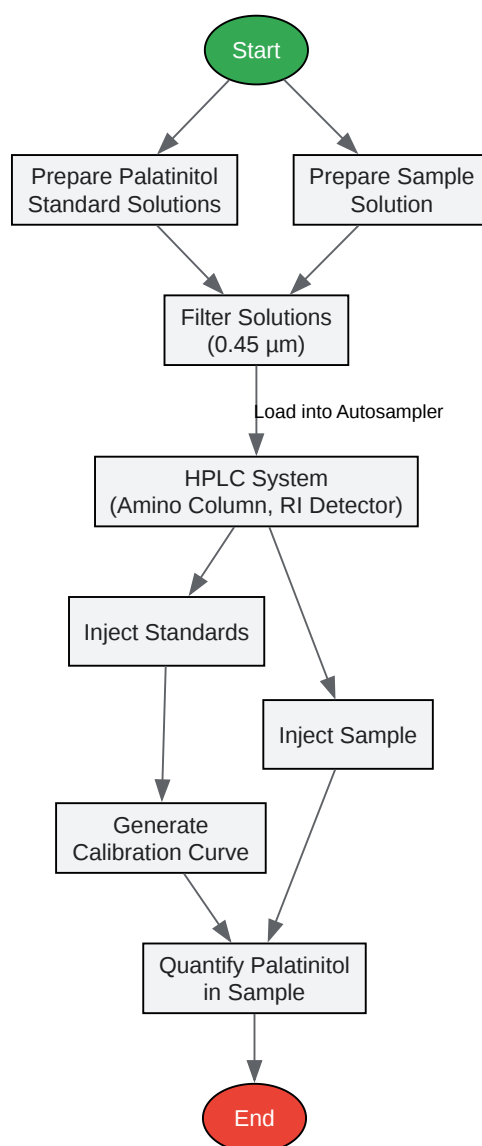 Start
Prepare Palatinitol
Standard Solutions
Prepare Sample
Solution
Filter Solutions
(0.45 µm)
Load into Autosampler
HPLC System
(Amino Column, RI Detector)
Inject Standards
Inject Sample
Generate
Calibration Curve
Quantify Palatinitol
in Sample
End